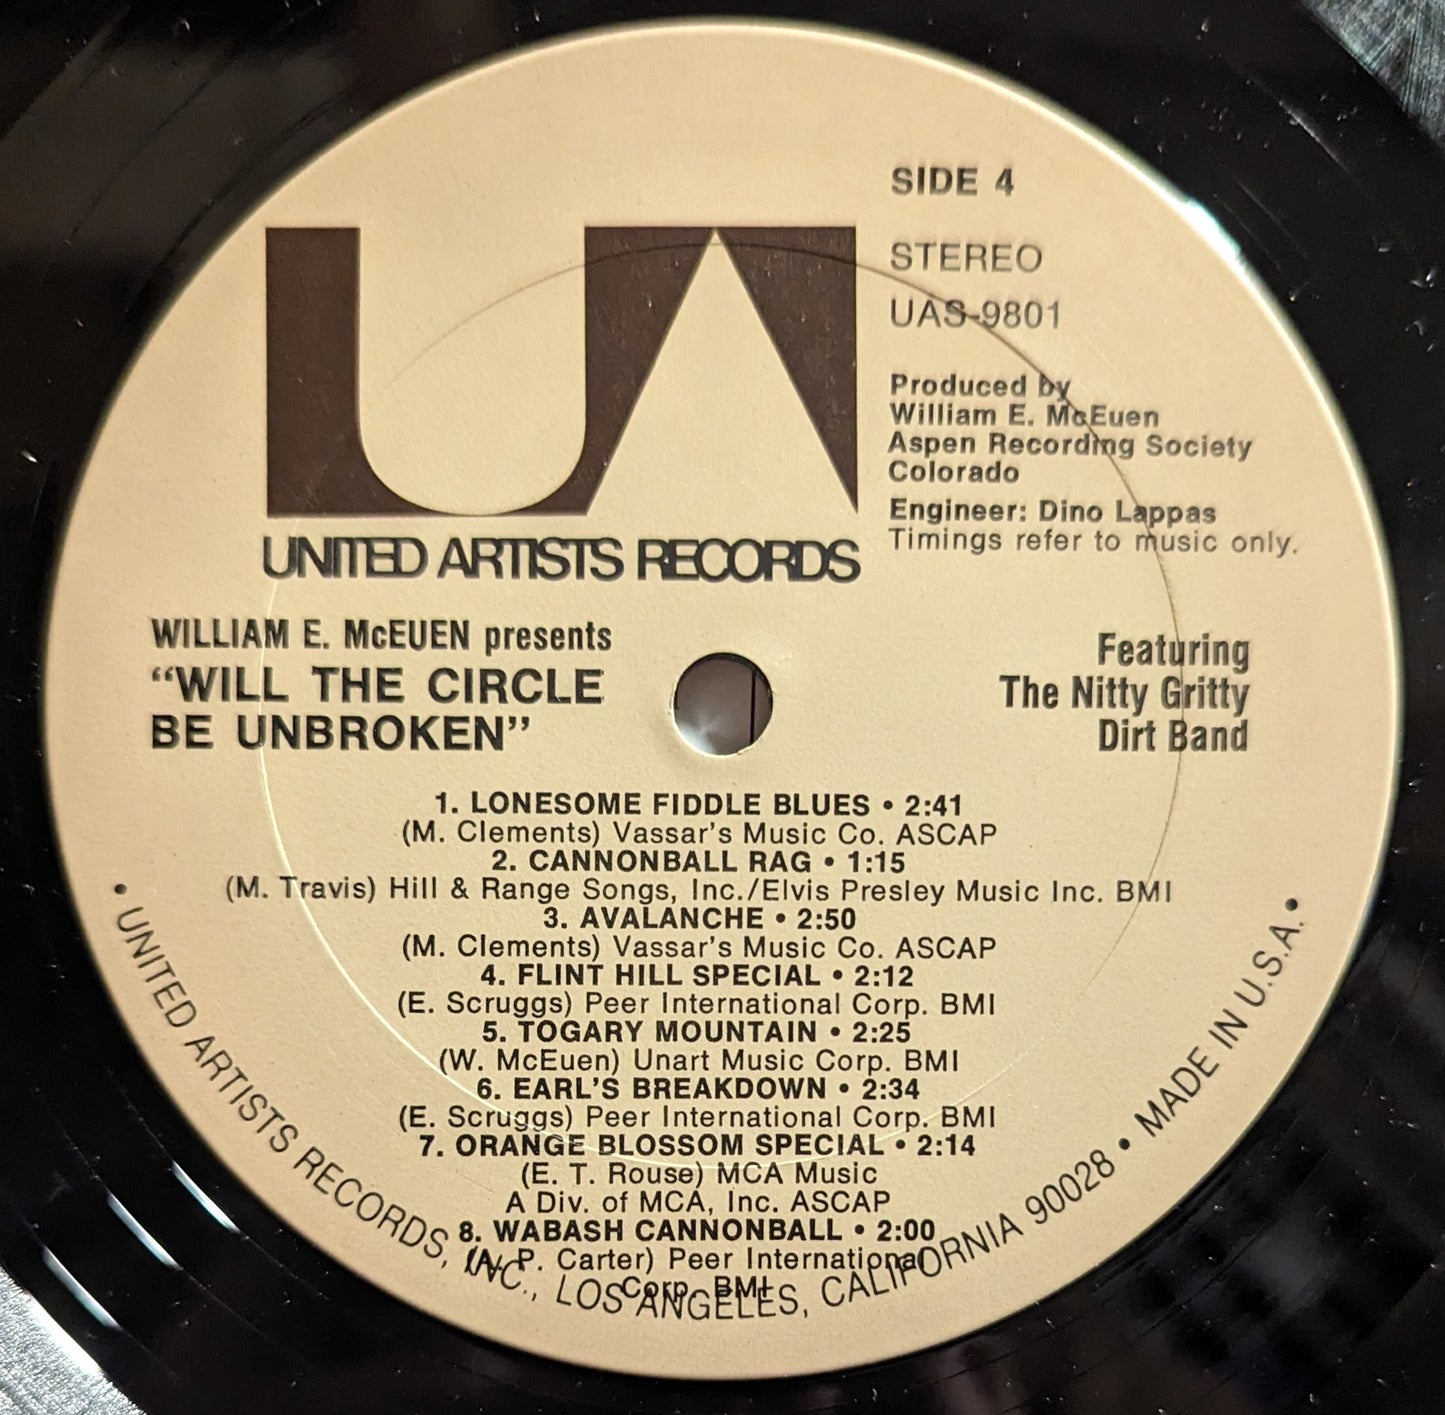 SIDE 4
STEREO
UAS-9801
Produced by
William E. McEuen
Aspen Recording Society
Colorado
Engineer: Dino Lappas
Timings refer to music only.
UA
UNITED ARTISTS RECORDS
WILLIAM E. McEUEN presents
“WILL THE CIRCLE
BE UNBROKEN”
Featuring
The Nitty Gritty
Dirt Band
1. LONESOME FIDDLE BLUES • 2:41
(M. Clements) Vassar's Music Co. ASCAP
2. CANNONBALL RAG • 1:15
(M. Travis) Hill & Range Songs, Inc./Elvis Presley Music Inc. BMI
3. AVALANCHE • 2:50
(M. Clements) Vassar's Music Co. ASCAP
4. FLINT HILL SPECIAL • 2:12
(E. Scruggs) Peer International Corp. BMI
5. TOGARY MOUNTAIN • 2:25
(W. McEuen) Unart Music Corp. BMI
6. EARL'S BREAKDOWN • 2:34
(E. Scruggs) Peer International Corp. BMI
7. ORANGE BLOSSOM SPECIAL • 2:14
(E. T. Rouse) MCA Music
A Div. of MCA, Inc. ASCAP
8. WABASH CANNONBALL • 2:00
(A. P. Carter) Peer International
Corp. BMI
• UNITED ARTISTS RECORDS, INC., LOS ANGELES, CALIFORNIA 90028 • MADE IN U.S.A. •